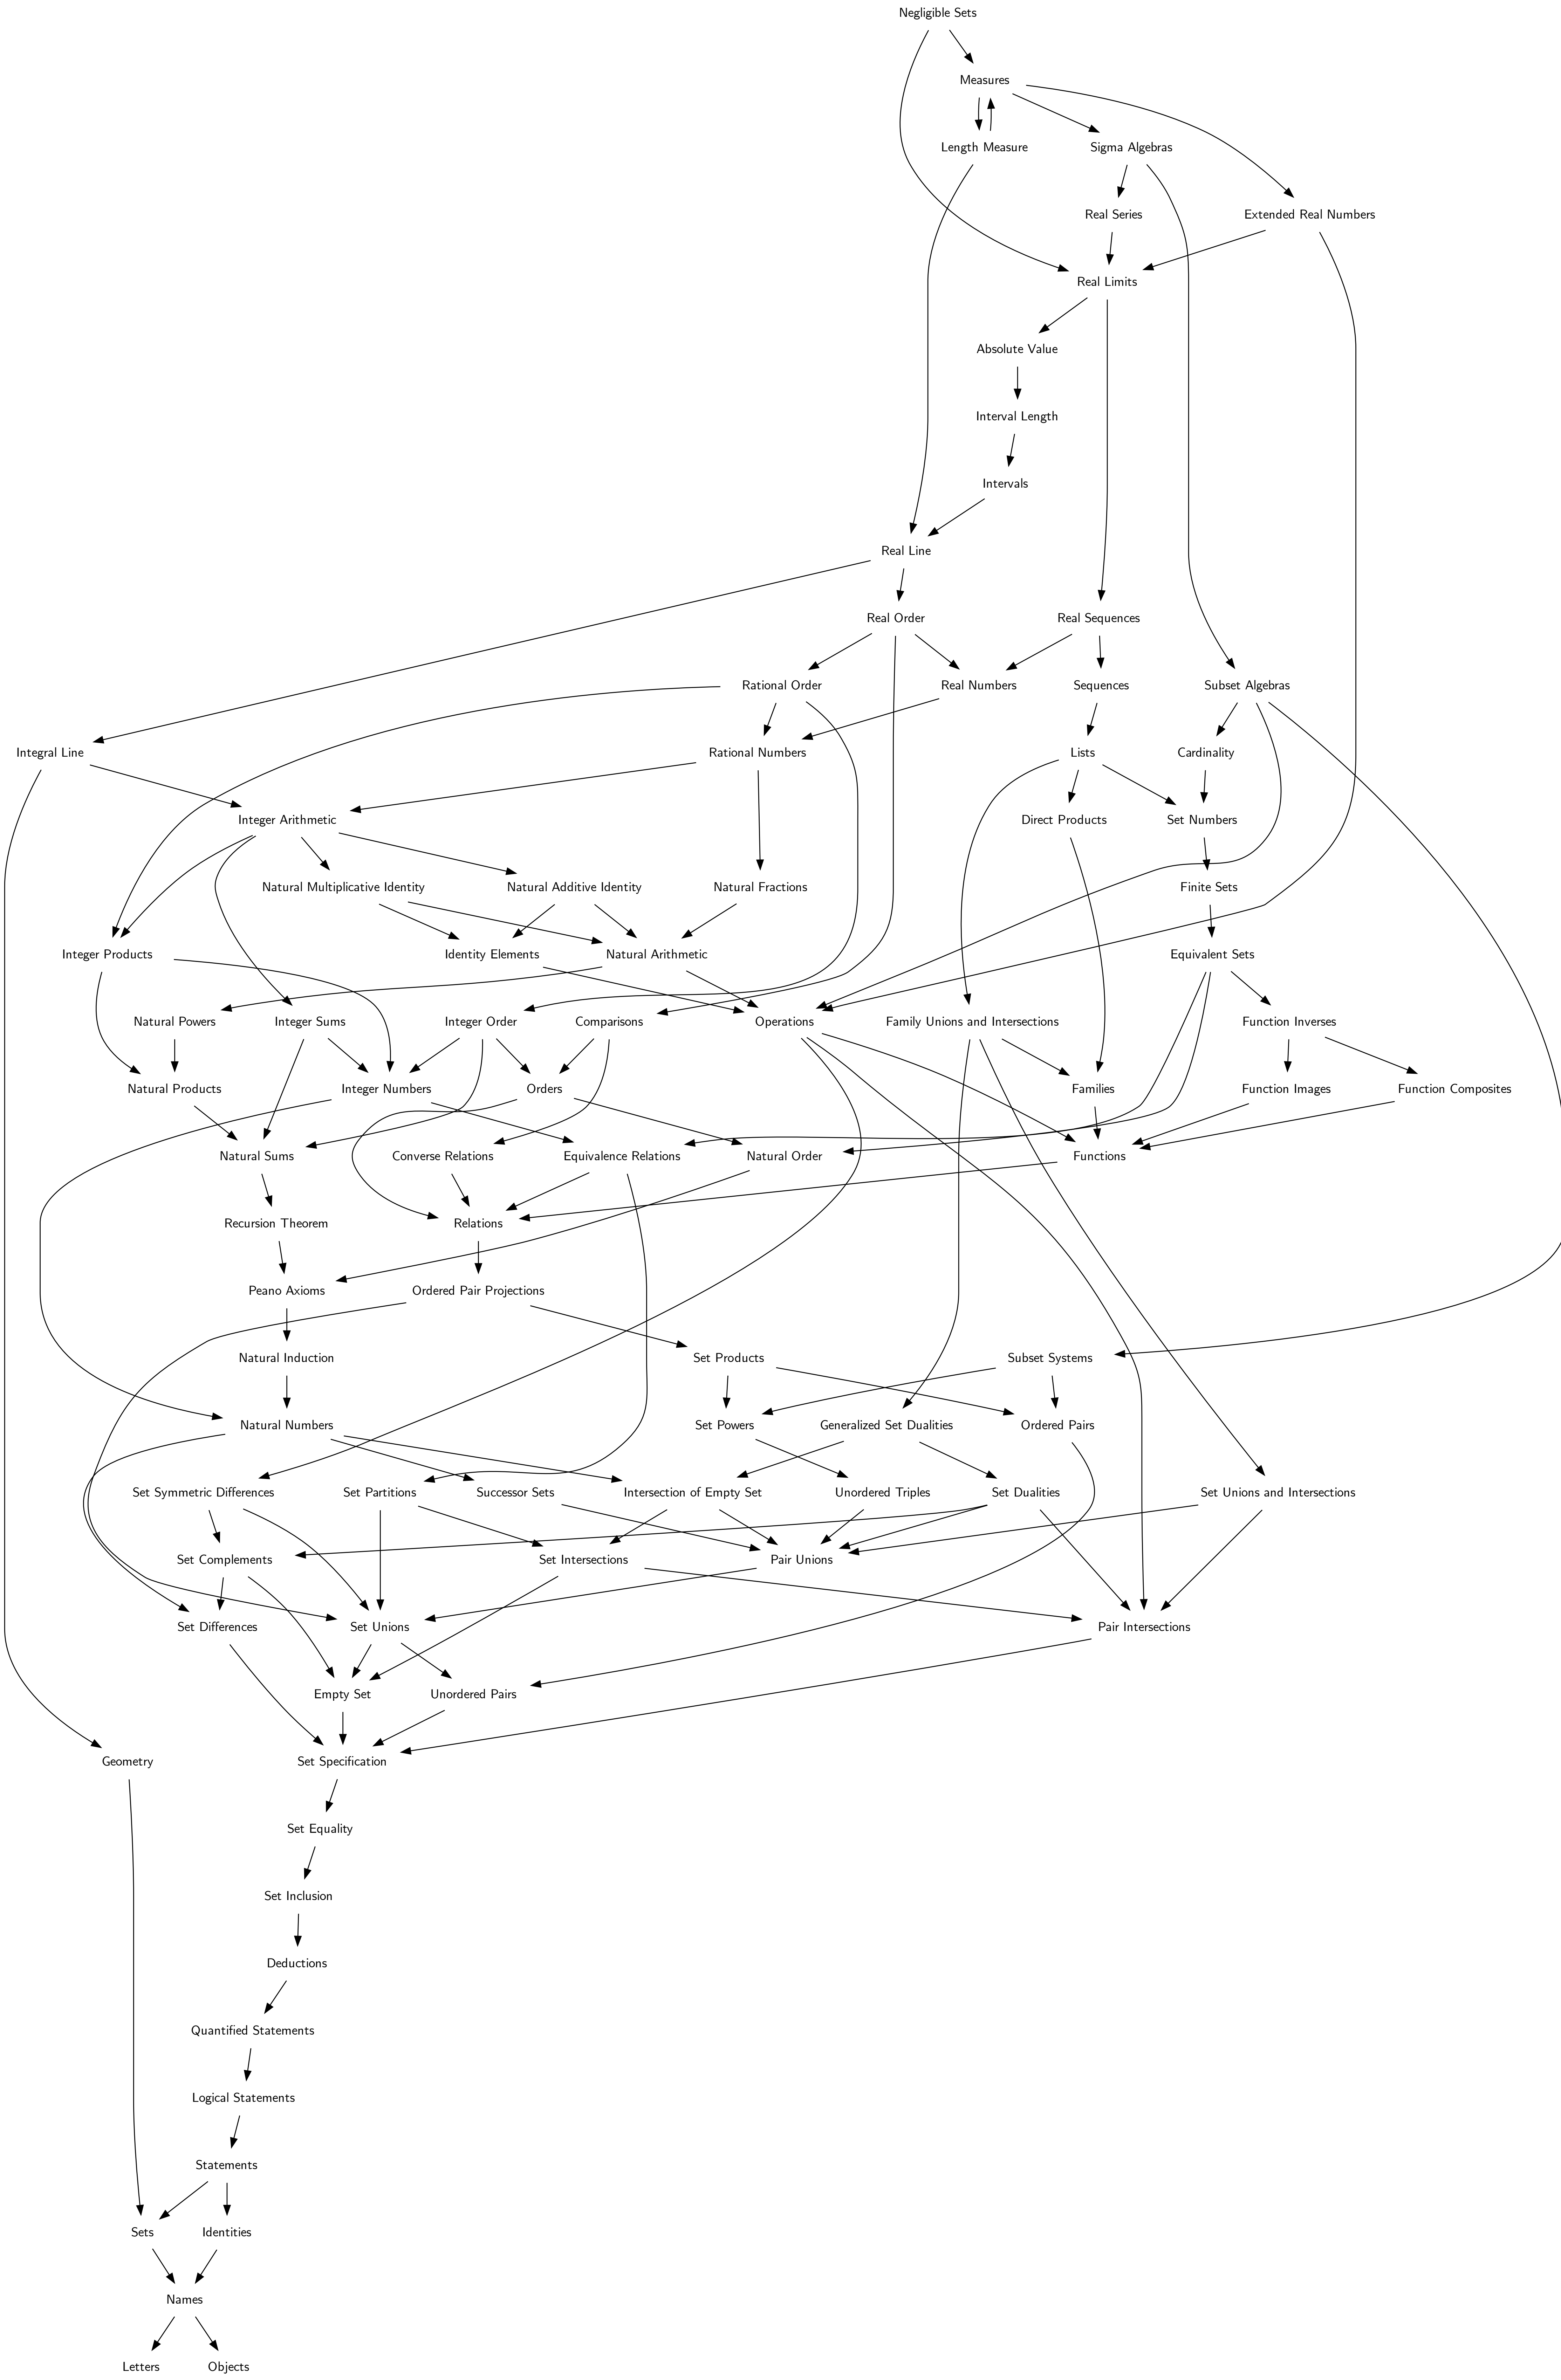 Negligible Sets
Measures
Length Measure
Sigma Algebras
Real Series
Extended Real Numbers
Real Limits
Absolute Value
Interval Length
Intervals
Real Line
Real Order
Real Sequences
Rational Order
Real Numbers
Sequences
Subset Algebras
Integral Line
Rational Numbers
Lists
Cardinality
Integer Arithmetic
Direct Products
Set Numbers
Natural Multiplicative Identity
Natural Additive Identity
Natural Fractions
Finite Sets
Integer Products
Identity Elements
Natural Arithmetic
Equivalent Sets
Natural Powers
Integer Sums
Integer Order
Comparisons
Operations
Family Unions and Intersections
Function Inverses
Natural Products
Integer Numbers
Orders
Families
Function Images
Function Composites
Natural Sums
Converse Relations
Equivalence Relations
Natural Order
Functions
Recursion Theorem
Relations
Peano Axioms
Ordered Pair Projections
Natural Induction
Set Products
Subset Systems
Natural Numbers
Set Powers
Generalized Set Dualities
Ordered Pairs
Set Symmetric Differences
Set Partitions
Successor Sets
Intersection of Empty Set
Unordered Triples
Set Dualities
Set Unions and Intersections
Set Complements
Set Intersections
Pair Unions
Set Differences
Set Unions
Pair Intersections
Empty Set
Unordered Pairs
Geometry
Set Specification
Set Equality
Set Inclusion
Deductions
Quantified Statements
Logical Statements
Statements
Sets
Identities
Names
Letters
Objects